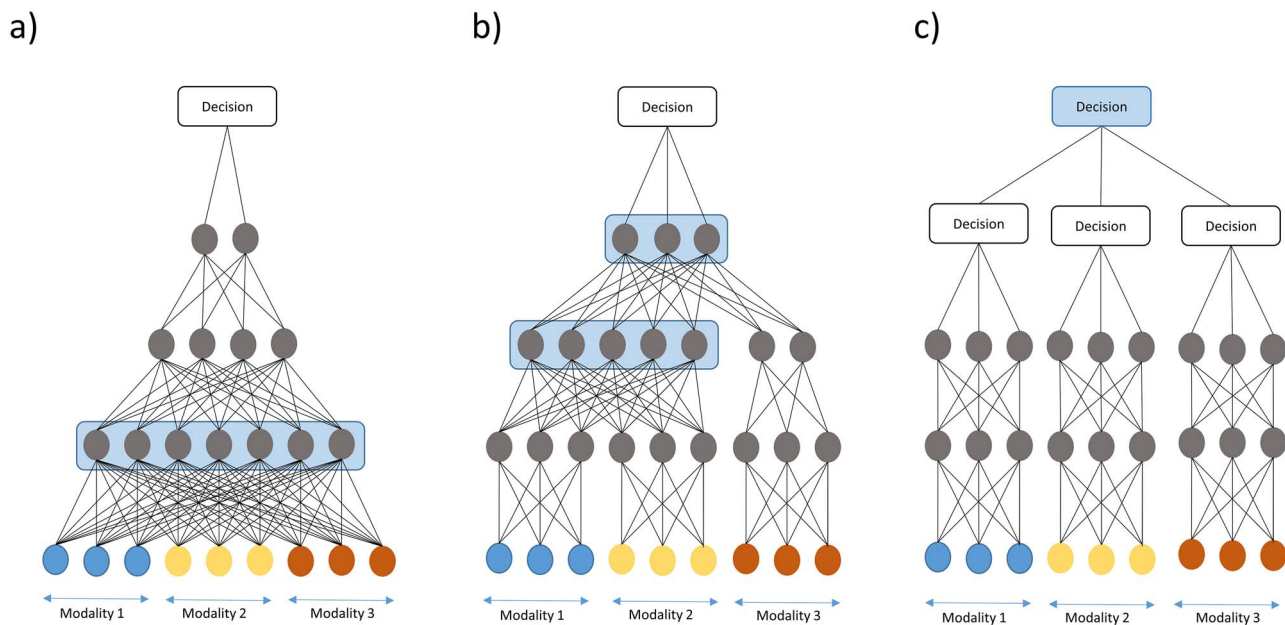 a)
b)
c)
Decision
Decision
Decision
Decision
Decision
Decision
Modality 1
Modality 2
Modality 3
Modality 1
Modality 2
Modality 3
Modality 1
Modality 2
Modality 3